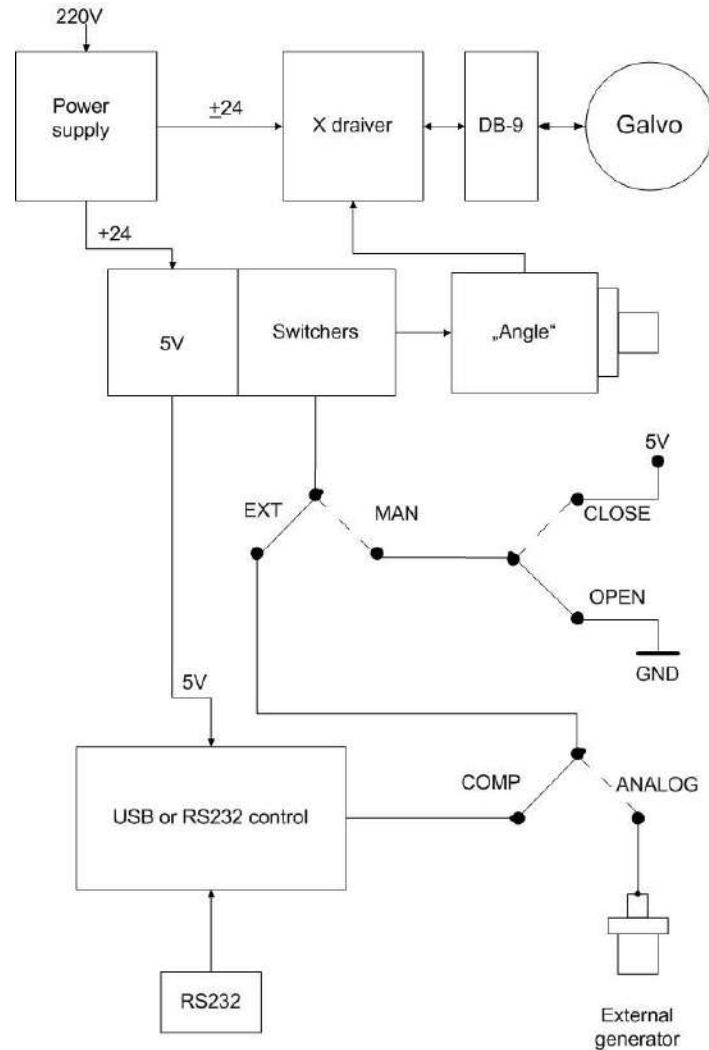 220V
Power
supply
±24
X draiver
DB-9
Galvo
+24
5V
Switchers
„Angle“
5V
EXT
MAN
CLOSE
OPEN
GND
5V
COMP
ANALOG
USB or RS232 control
RS232
External
generator